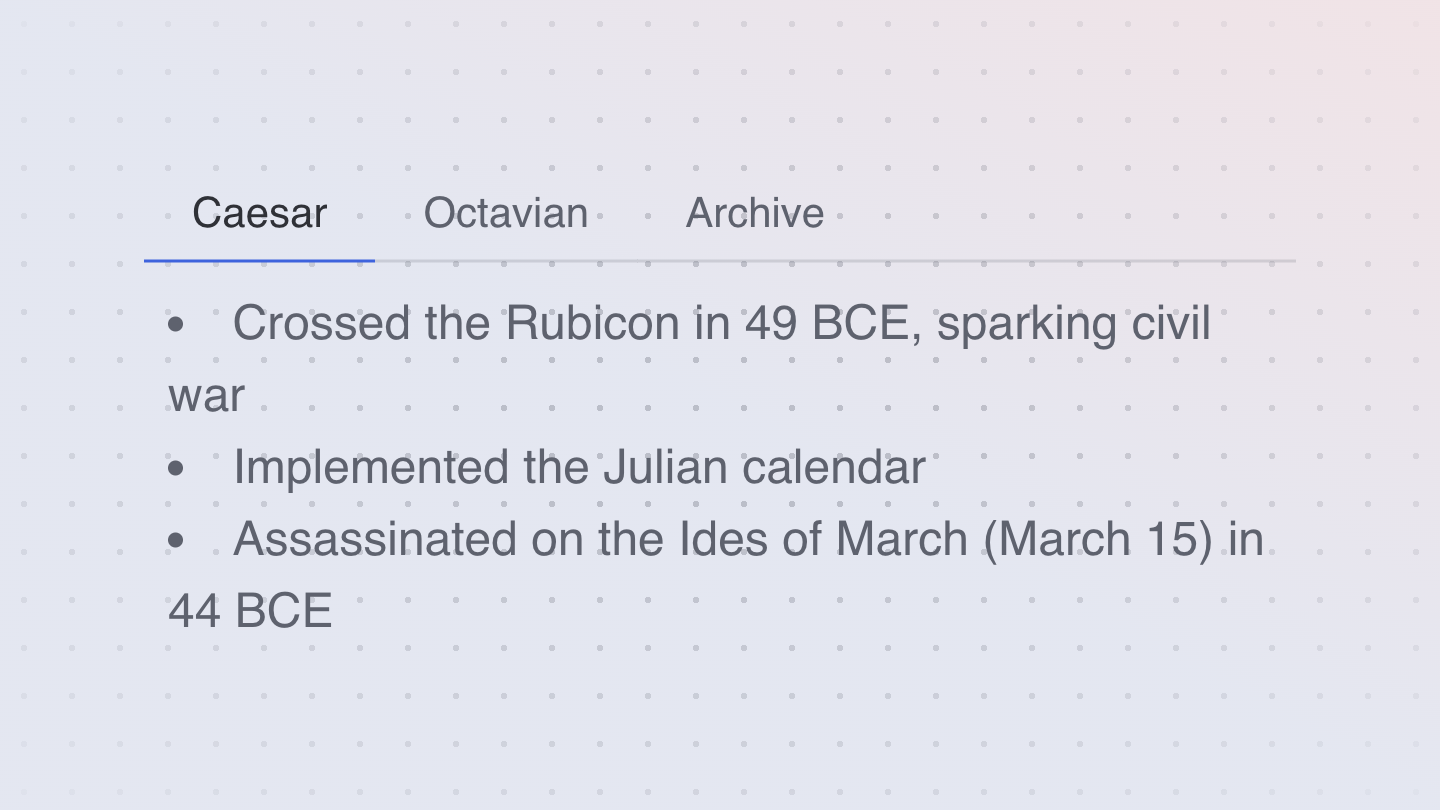 Caesar Octavian Archive
• Crossed the Rubicon in 49 BCE, sparking civil
war
• Implemented the Julian calendar
• Assassinated on the Ides of March (March 15) in
44 BCE